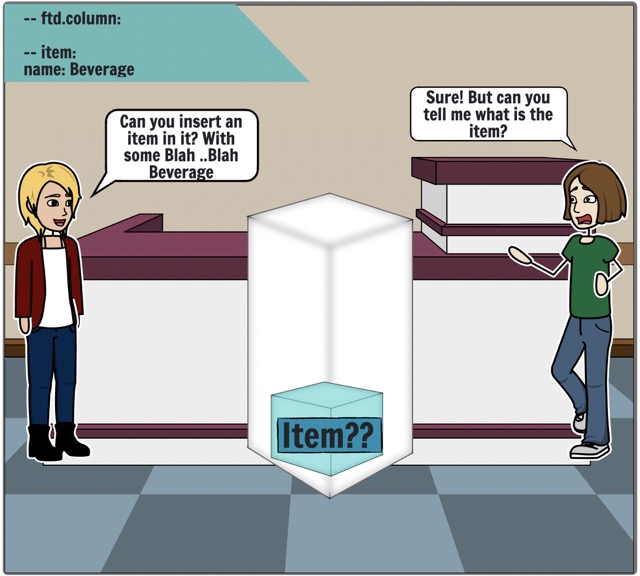 -- ftd.column:
-- item:
name: Beverage
Can you insert an
item in it? With
some Blah ..Blah
Beverage
Sure! But can you
tell me what is the
item?
Item??